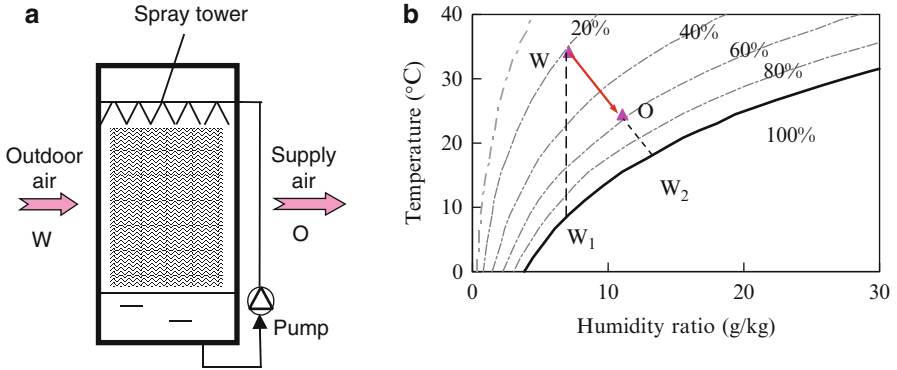 a
Spray tower
Outdoor
air
W
Supply
air
O
Pump
b
Temperature (°C)
40
30
20
10
0
20%
40%
60%
80%
100%
W
O
W1
W2
0
10
20
30
Humidity ratio (g/kg)